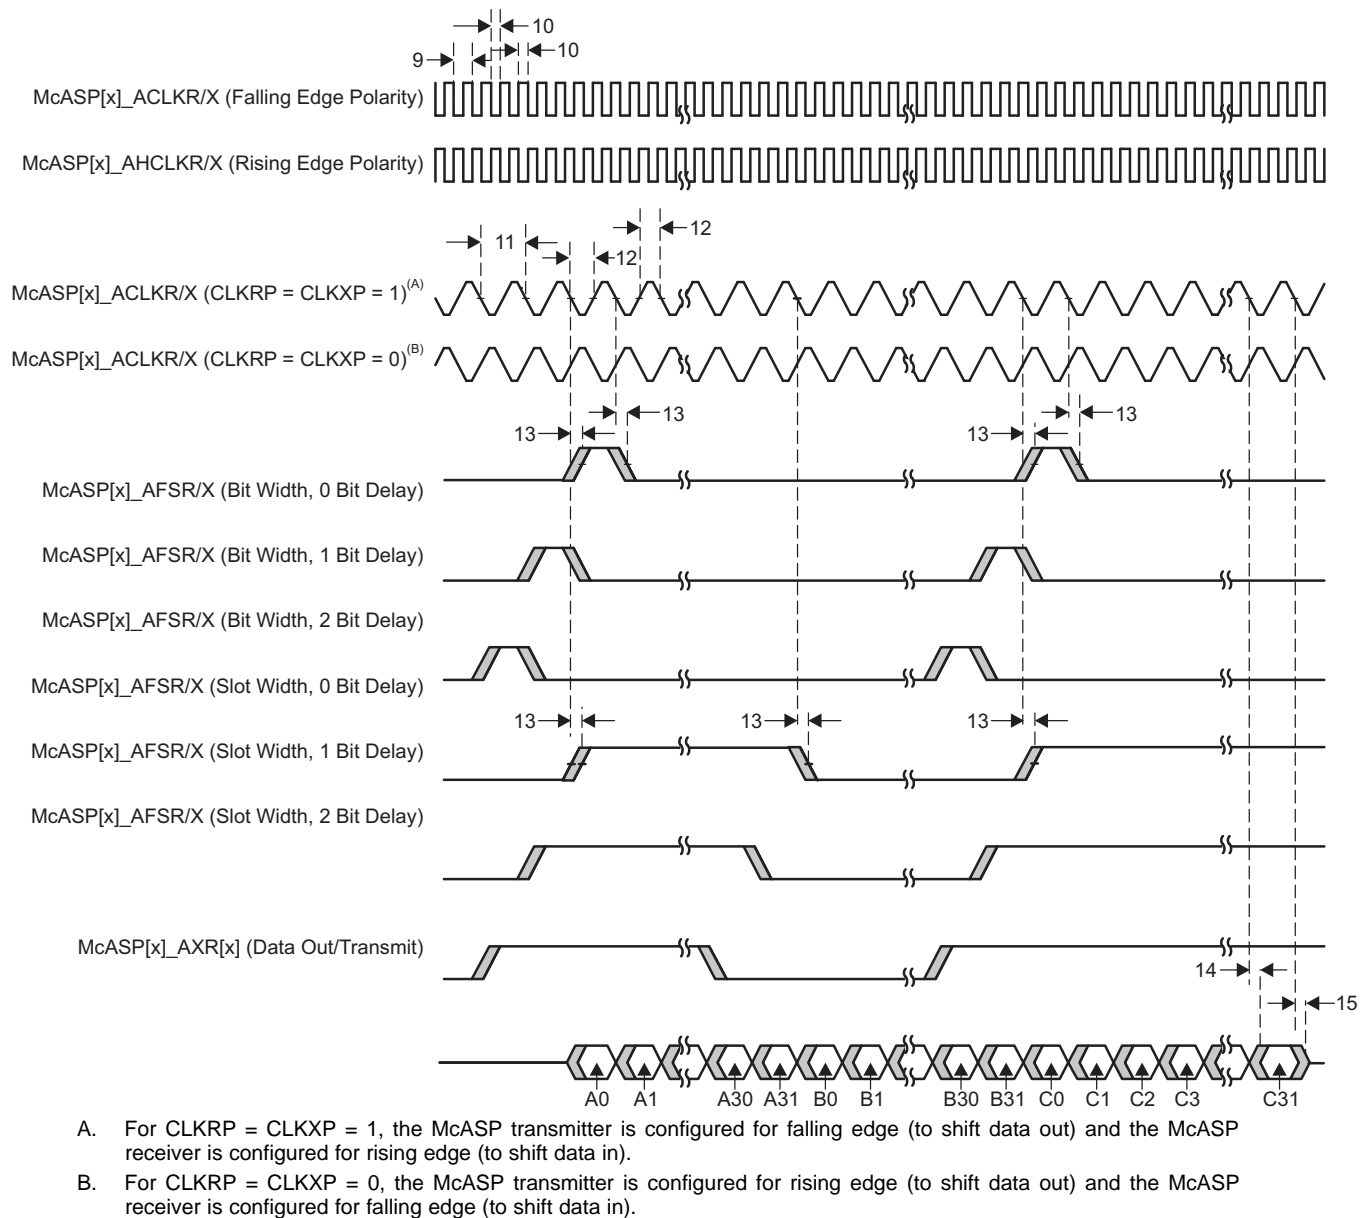 10
9
10
McASP[x]_ACLKR/X (Falling Edge Polarity)
McASP[x]_AHCLKR/X (Rising Edge Polarity)
11
12
12
McASP[x]_ACLKR/X (CLKRP = CLKXP = 1)(A)
McASP[x]_ACLKR/X (CLKRP = CLKXP = 0)(B)
13
13
13
13
McASP[x]_AFSR/X (Bit Width, 0 Bit Delay)
McASP[x]_AFSR/X (Bit Width, 1 Bit Delay)
McASP[x]_AFSR/X (Bit Width, 2 Bit Delay)
McASP[x]_AFSR/X (Slot Width, 0 Bit Delay)
13
13
13
McASP[x]_AFSR/X (Slot Width, 1 Bit Delay)
McASP[x]_AFSR/X (Slot Width, 2 Bit Delay)
McASP[x]_AXR[x] (Data Out/Transmit)
14
15
A0 A1 A30 A31 B0 B1 B30 B31 C0 C1 C2 C3 C31
A. For CLKRP = CLKXP = 1, the McASP transmitter is configured for falling edge (to shift data out) and the McASP
receiver is configured for rising edge (to shift data in).
B. For CLKRP = CLKXP = 0, the McASP transmitter is configured for rising edge (to shift data out) and the McASP
receiver is configured for falling edge (to shift data in).